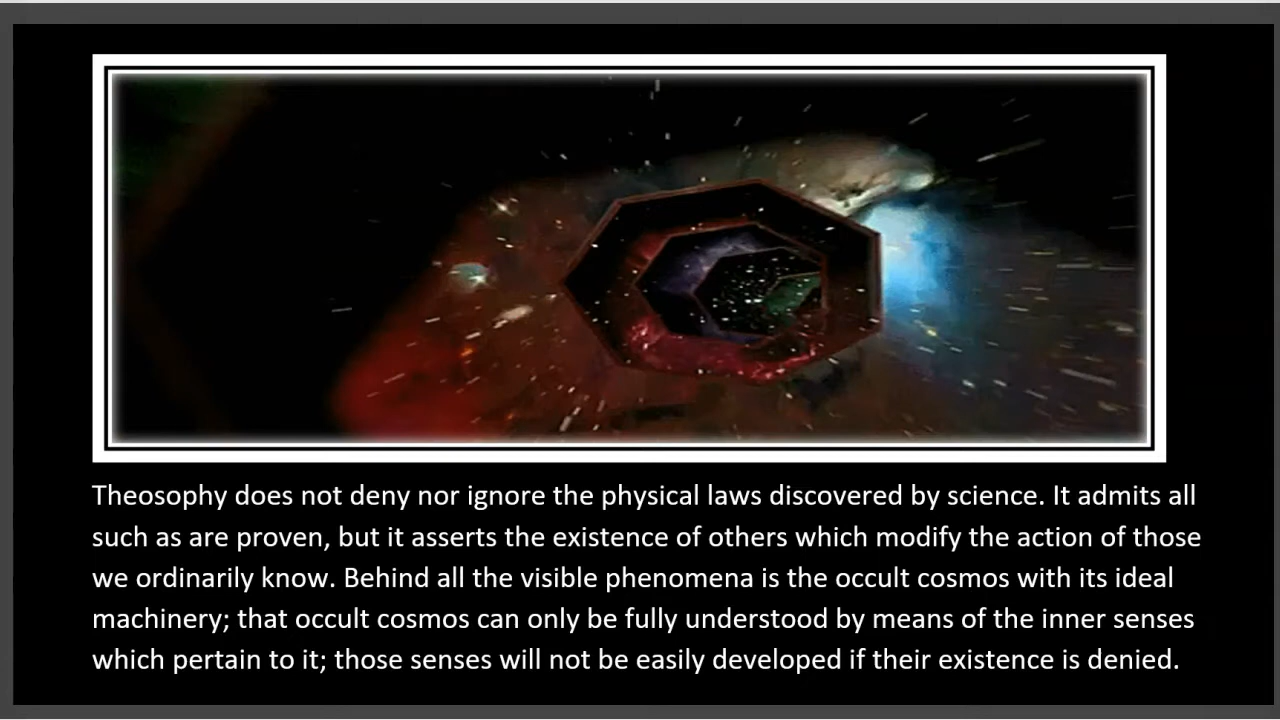 Theosophy does not deny nor ignore the physical laws discovered by science. It admits all
such as are proven, but it asserts the existence of others which modify the action of those
we ordinarily know. Behind all the visible phenomena is the occult cosmos with its ideal
machinery; that occult cosmos can only be fully understood by means of the inner senses
which pertain to it; those senses will not be easily developed if their existence is denied.